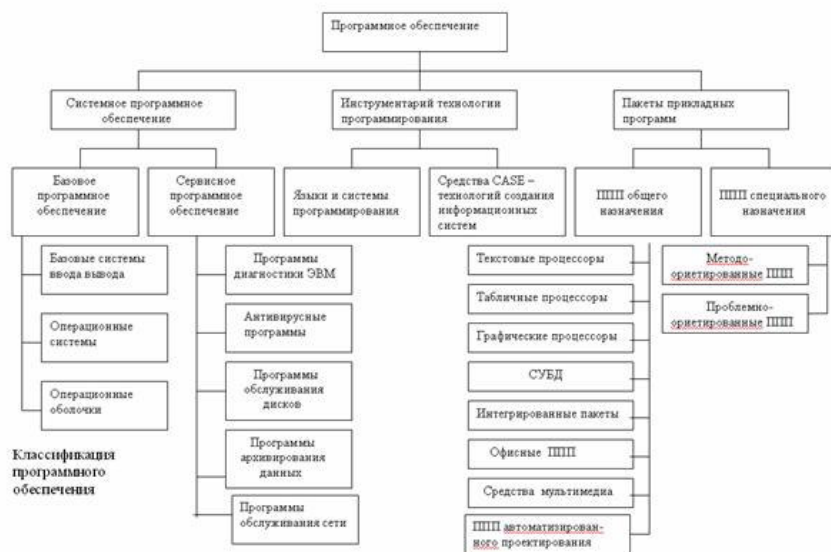 Программное обеспечение
Системное программное
обеспечение
Инструментарий технологии
программирования
Пакеты прикладных
программ
Базовое
программное
обеспечение
Сервисное
программное
обеспечение
Языки и системы
программирования
Средства CASE –
технологий создания
информационных
систем
ППП общего
назначения
ППП специального
назначения
Базовые системы
ввода вывода
Операционные
системы
Операционные
оболочки
Программы
диагностики ЭВМ
Антивирусные
программы
Программы
обслуживания
дисков
Программы
архивирования
данных
Программы
обслуживания сети
Текстовые процессоры
Табличные процессоры
Графические процессоры
СУБД
Интегрированные пакеты
Офисные ППП
Средства мультимедиа
ППП автоматизирован-
ного проектирования
Методо-
ориетированные ППП
Проблемно-
ориетированные ППП
Классификация
программного
обеспечения